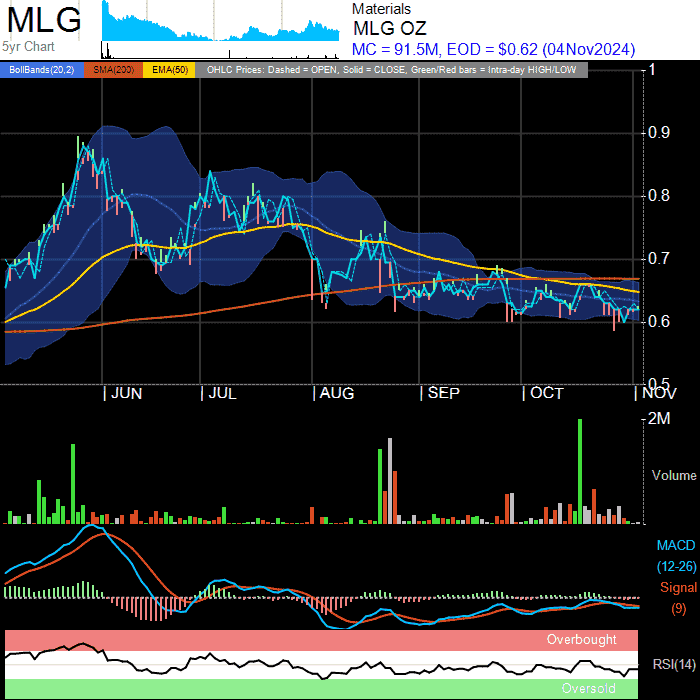 MLG
5yr Chart
Materials
MLG OZ
MC = 91.5M, EOD = $0.62 (04Nov2024)
BollBands(20,2) SMA(200) EMA(50) OHLC Prices: Dashed = OPEN, Solid = CLOSE, Green/Red bars = Intra-day HIGH/LOW
1
0.9
0.8
0.7
0.6
0.5
JUN JUL AUG SEP OCT NOV
2M
Volume
MACD
(12-26)
Signal
(9)
Overbought
RSI(14)
Oversold